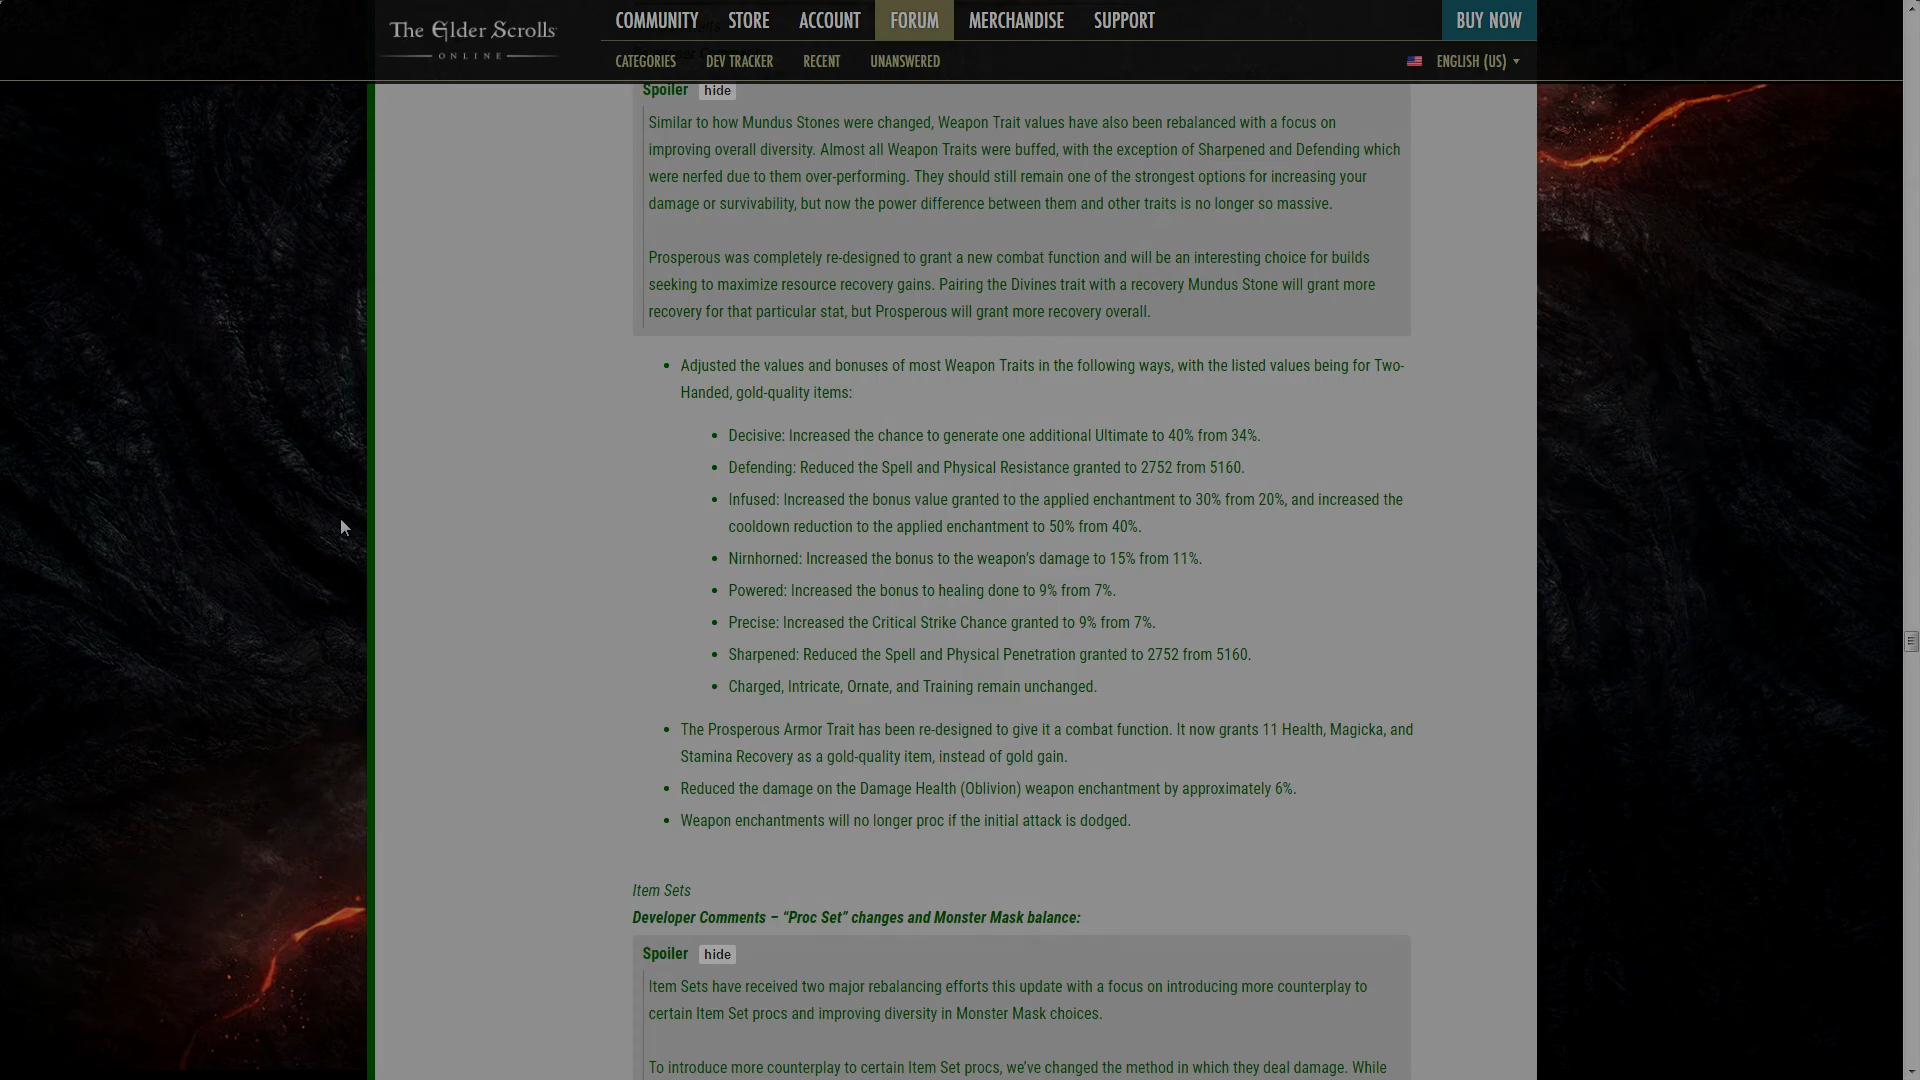 The Elder Scrolls
ONLINE
COMMUNITY STORE ACCOUNT FORUM MERCHANDISE SUPPORT BUY NOW
CATEGORIES DEV TRACKER RECENT UNANSWERED ENGLISH (US)
Spoiler hide
Similar to how Mundus Stones were changed, Weapon Trait values have also been rebalanced with a focus on
improving overall diversity. Almost all Weapon Traits were buffed, with the exception of Sharpened and Defending which
were nerfed due to them over-performing. They should still remain one of the strongest options for increasing your
damage or survivability, but now the power difference between them and other traits is no longer so massive.
Prosperous was completely re-designed to grant a new combat function and will be an interesting choice for builds
seeking to maximize resource recovery gains. Pairing the Divines trait with a recovery Mundus Stone will grant more
recovery for that particular stat, but Prosperous will grant more recovery overall.
• Adjusted the values and bonuses of most Weapon Traits in the following ways, with the listed values being for Two-
Handed, gold-quality items:
• Decisive: Increased the chance to generate one additional Ultimate to 40% from 34%.
• Defending: Reduced the Spell and Physical Resistance granted to 2752 from 5160.
• Infused: Increased the bonus value granted to the applied enchantment to 30% from 20%, and increased the
cooldown reduction to the applied enchantment to 50% from 40%.
• Nirnhorned: Increased the bonus to the weapon's damage to 15% from 11%.
• Powered: Increased the bonus to healing done to 9% from 7%.
• Precise: Increased the Critical Strike Chance granted to 9% from 7%.
• Sharpened: Reduced the Spell and Physical Penetration granted to 2752 from 5160.
• Charged, Intricate, Ornate, and Training remain unchanged.
• The Prosperous Armor Trait has been re-designed to give it a combat function. It now grants 11 Health, Magicka, and
Stamina Recovery as a gold-quality item, instead of gold gain.
• Reduced the damage on the Damage Health (Oblivion) weapon enchantment by approximately 6%.
• Weapon enchantments will no longer proc if the initial attack is dodged.
Item Sets
Developer Comments – “Proc Set” changes and Monster Mask balance:
Spoiler hide
Item Sets have received two major rebalancing efforts this update with a focus on introducing more counterplay to
certain Item Set procs and improving diversity in Monster Mask choices.
To introduce more counterplay to certain Item Set procs, we've changed the method in which they deal damage. While